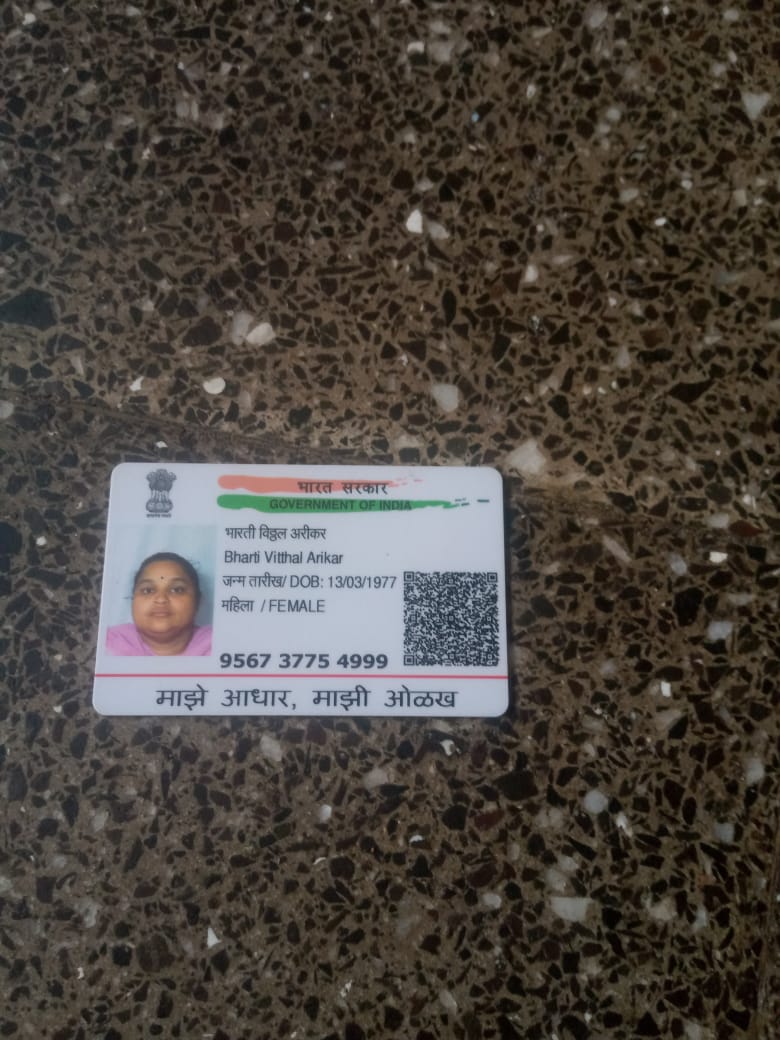 भारत सरकार
GOVERNMENT OF INDIA
भारती विठ्ठल अरीकर
Bharti Vitthal Arikar
जन्म तारीख/ DOB: 13/03/1977
महिला / FEMALE
9567 3775 4999
माझे आधार, माझी ओळख